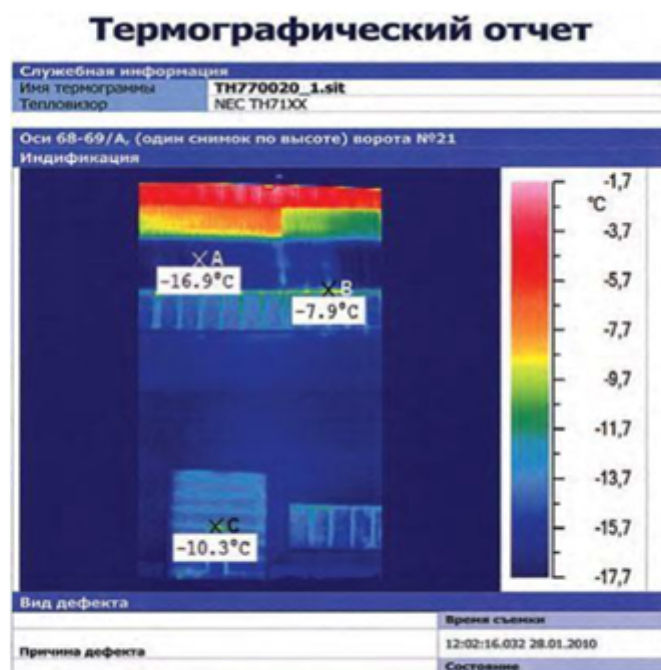 Термографический отчет
Служебная информация
Имя термограммы TH770020_1.sit
Тепловизор NEC TH71XX
Оси 68-69/А, (один снимок по высоте) ворота №21
Индификация
-1,7
°C
-3,7
A
-5,7
-16.9°C
B
-7.9°C
-7,7
-9,7
-11,7
-13,7
C
-15,7
-10.3°C
-17,7
Вид дефекта
Время съемки
12:02:16.032 28.01.2010
Причина дефекта
Состояние